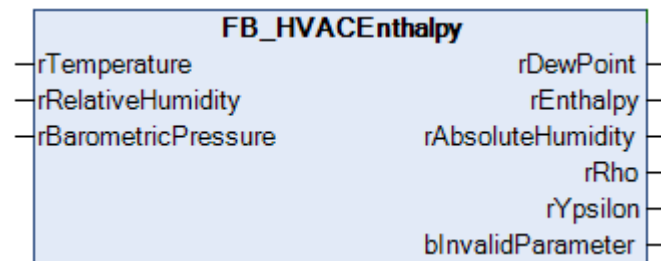 FB_HVACEnthalpy
rTemperature rDewPoint
rRelativeHumidity rEnthalpy
rBarometricPressure rAbsoluteHumidity
rRho
rYpsilon
bInvalidParameter